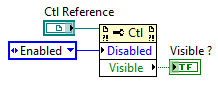 Ctl Reference
Ctl
Enabled
Disabled
Visible ?
Visible
TF